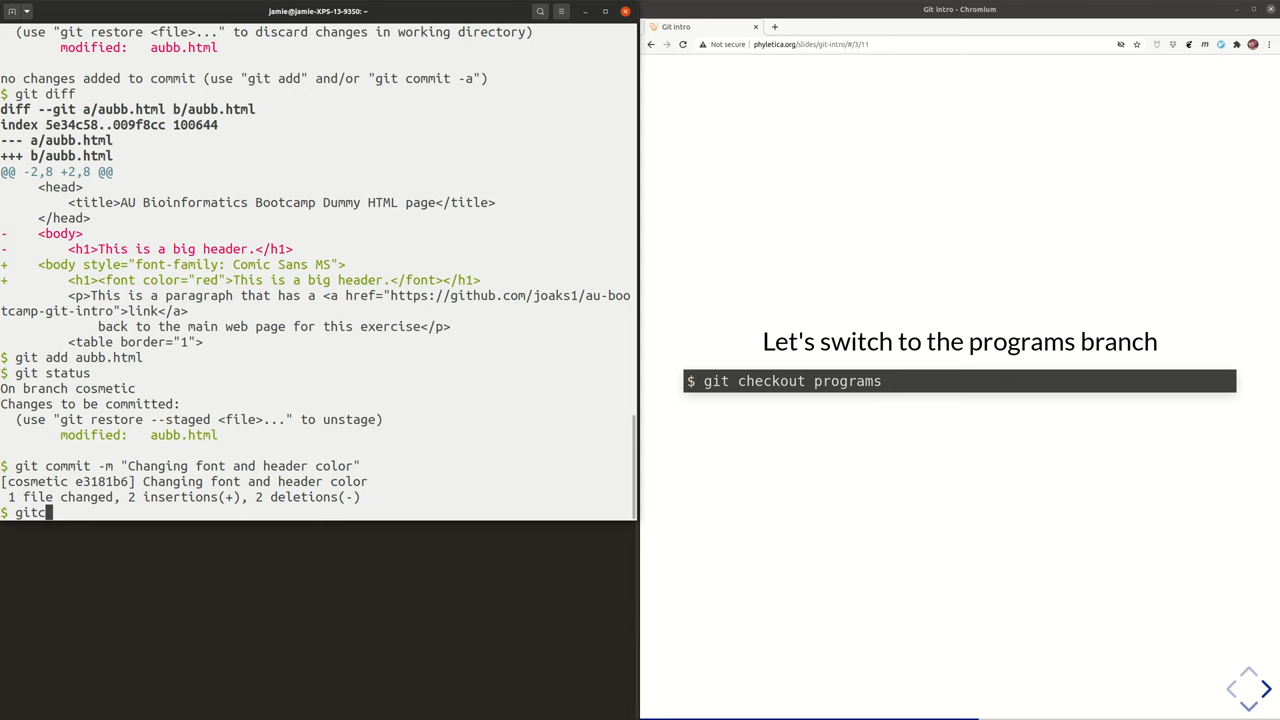 jamie@jamie-XPS-13-9350: ~
(use "git restore <file>..." to discard changes in working directory)
modified:   aubb.html
no changes added to commit (use "git add" and/or "git commit -a")
$ git diff
diff --git a/aubb.html b/aubb.html
index 5e34c58..009f8cc 100644
--- a/aubb.html
+++ b/aubb.html
@@ -2,8 +2,8 @@
<head>
<title>AU Bioinformatics Bootcamp Dummy HTML page</title>
</head>
-    <body>
-        <h1>This is a big header.</h1>
+    <body style="font-family: Comic Sans MS">
+        <h1><font color="red">This is a big header.</font></h1>
<p>This is a paragraph that has a <a href="https://github.com/joaks1/au-boo
tcamp-git-intro">link</a>
back to the main web page for this exercise</p>
<table border="1">
$ git add aubb.html
$ git status
On branch cosmetic
Changes to be committed:
(use "git restore --staged <file>..." to unstage)
modified:   aubb.html
$ git commit -m "Changing font and header color"
[cosmetic e3181b6] Changing font and header color
1 file changed, 2 insertions(+), 2 deletions(-)
$ gitc
Git intro - Chromium
Git intro
Not secure
phyletica.org/slides/git-intro/#/3/11
Let's switch to the programs branch
$ git checkout programs